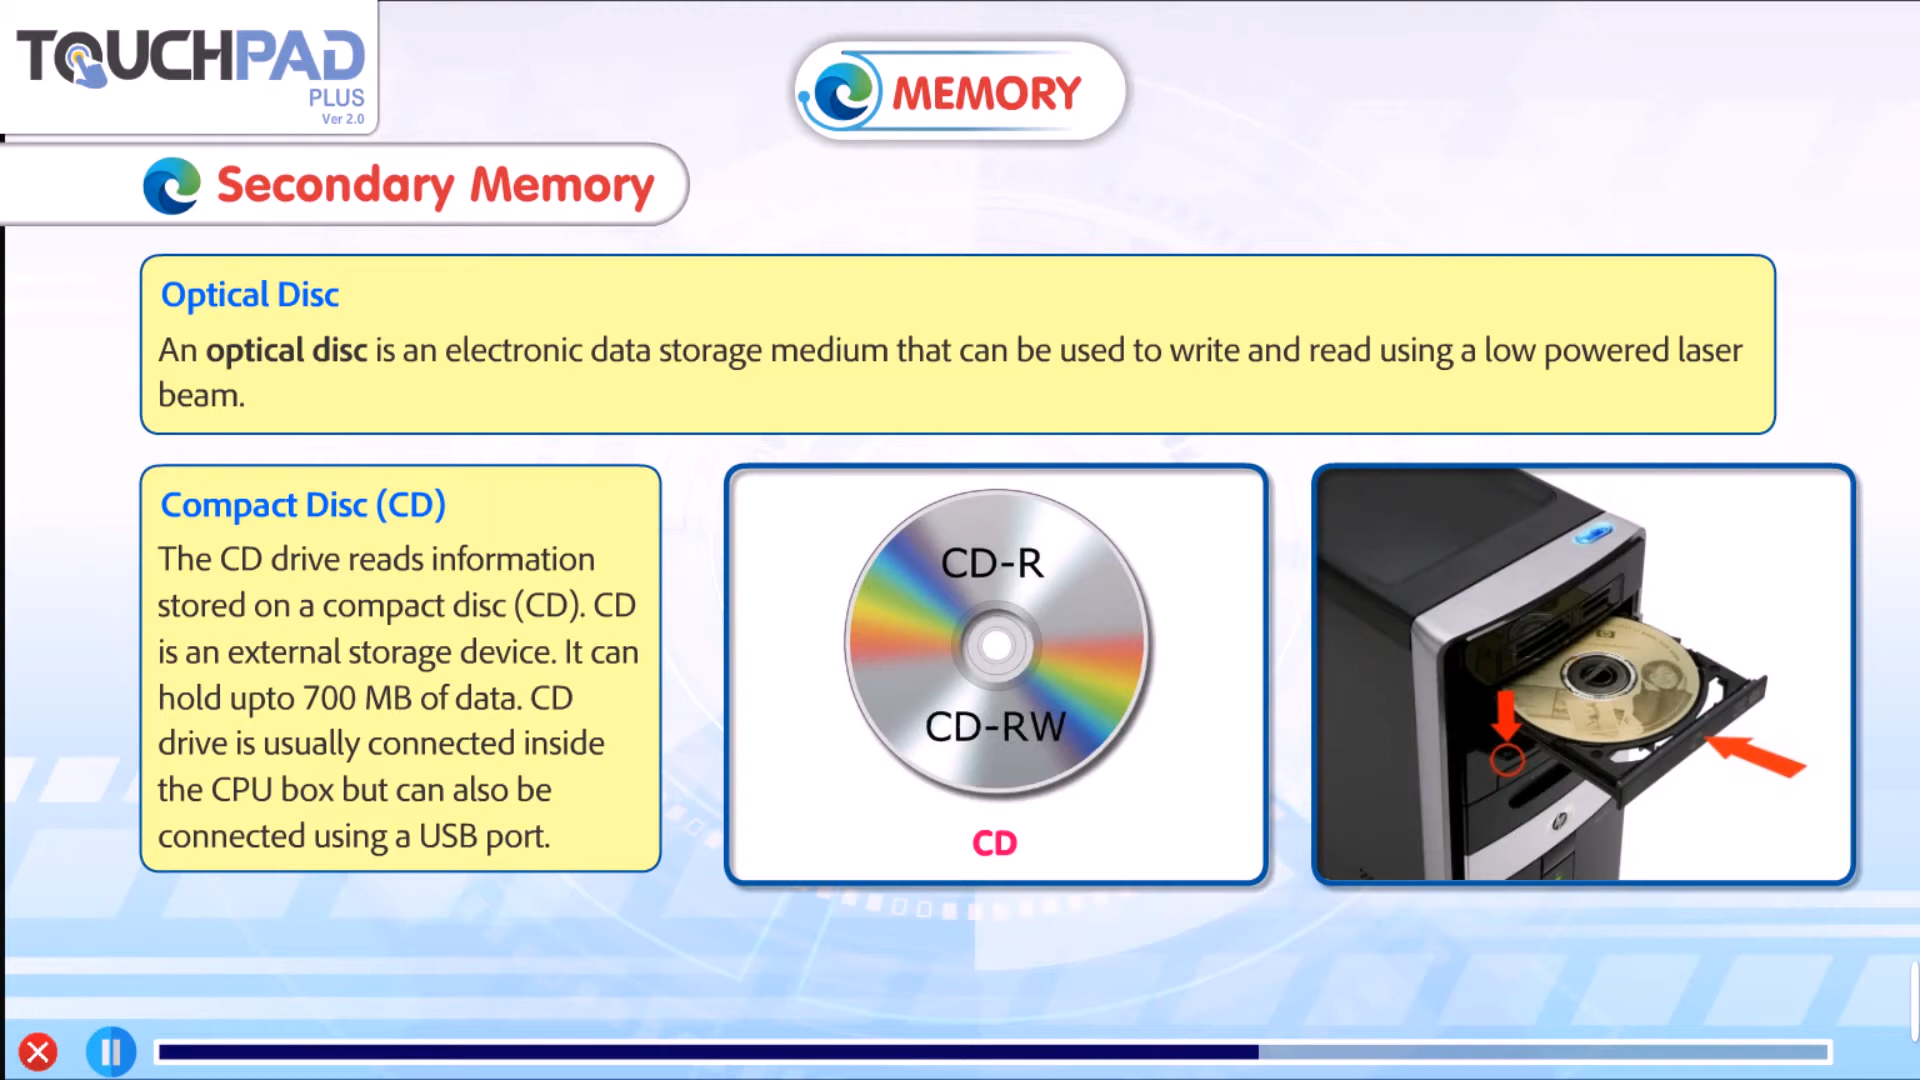 TOUCHPAD
PLUS
Ver 2.0
MEMORY
Secondary Memory
Optical Disc
An optical disc is an electronic data storage medium that can be used to write and read using a low powered laser
beam.
Compact Disc (CD)
The CD drive reads information
stored on a compact disc (CD). CD
is an external storage device. It can
hold upto 700 MB of data. CD
drive is usually connected inside
the CPU box but can also be
connected using a USB port.
CD-R
CD-RW
CD
hp